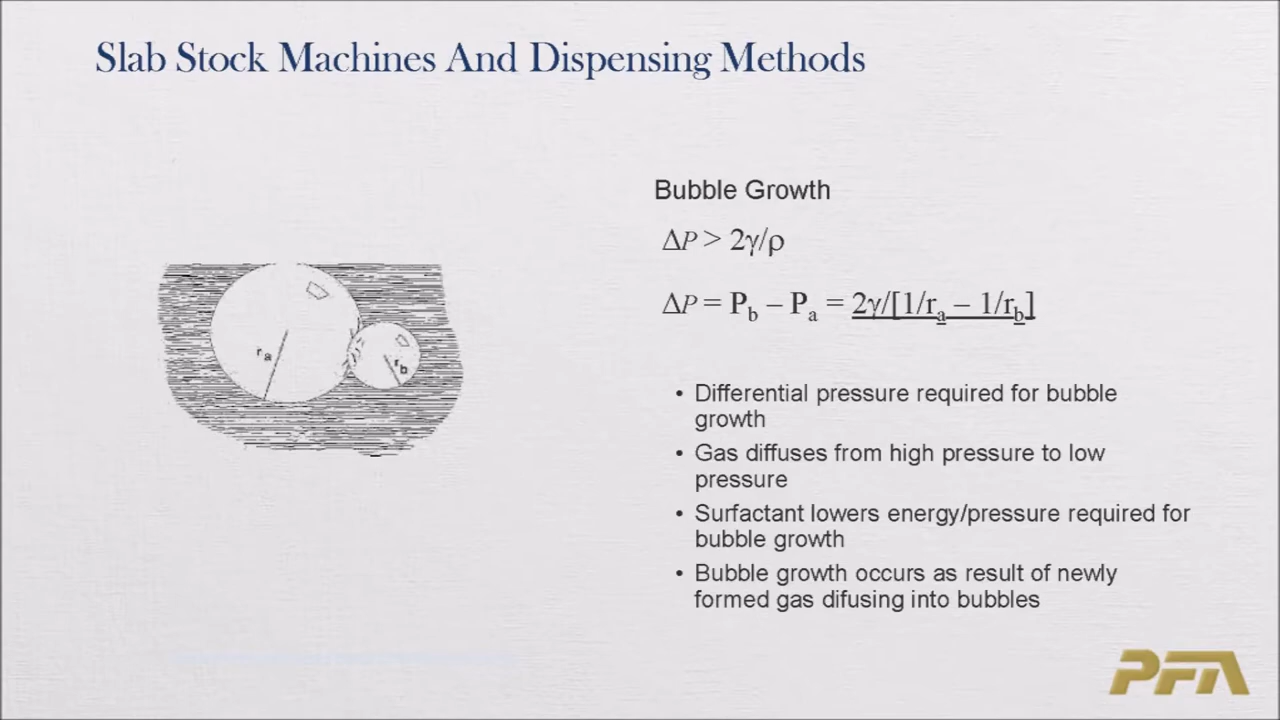 Slab Stock Machines And Dispensing Methods
Bubble Growth
ΔP > 2γ/ρ
ΔP = Pb – Pa = 2γ/[1/ra – 1/rb]
ra
rb
• Differential pressure required for bubble
growth
• Gas diffuses from high pressure to low
pressure
• Surfactant lowers energy/pressure required for
bubble growth
• Bubble growth occurs as result of newly
formed gas difusing into bubbles
PFA